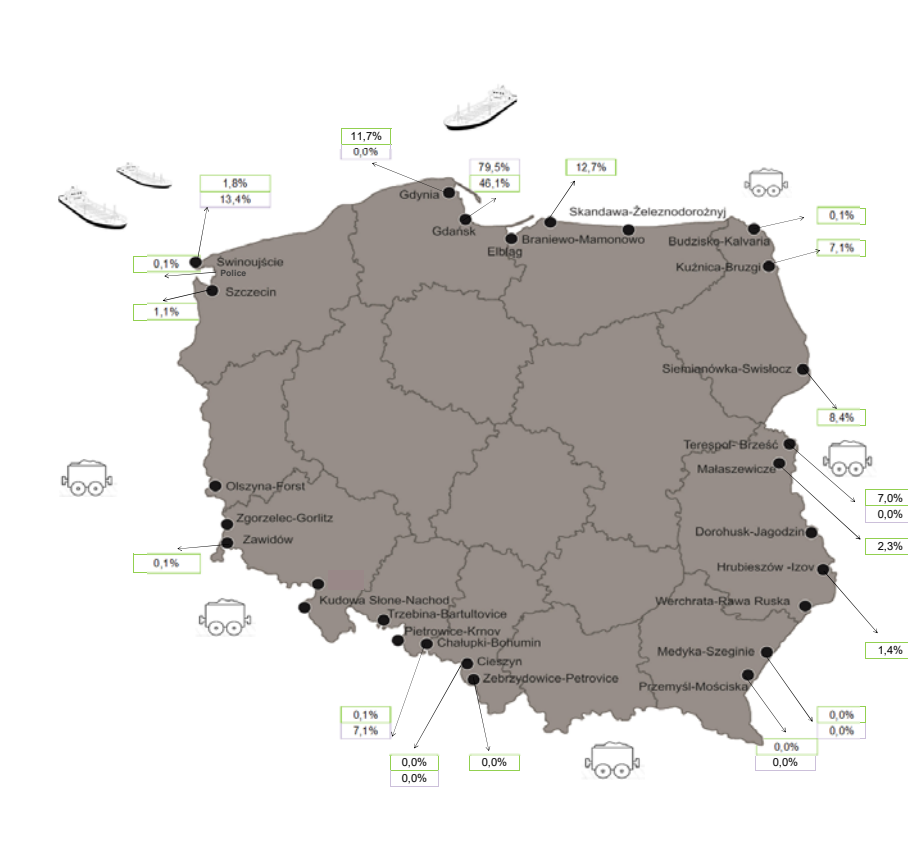 11,7%
0,0%
79,5%
46,1%
12,7%
1,8%
13,4%
Gdynia
Skandawa-Żeleznodorożnyj
0,1%
Gdańsk
Braniewo-Mamonowo
Budzisko-Kalvaria
Elbląg
7,1%
0,1%
Świnoujście
Police
Kuźnica-Bruzgi
Szczecin
1,1%
Siemianówka-Swisłocz
8,4%
Terespol- Brześć
Małaszewicze
Olszyna-Forst
7,0%
0,0%
Zgorzelec-Gorlitz
Zawidów
Dorohusk-Jagodzin
2,3%
0,1%
Hrubieszów -Izov
Kudowa Słone-Nachod
Werchrata-Rawa Ruska
Trzebina-Bartultovice
Pietrowice-Krnov
Chałupki-Bohumin
Medyka-Szeginie
1,4%
Cieszyn
Zebrzydowice-Petrovice
Przemyśl-Mościska
0,1%
7,1%
0,0%
0,0%
0,0%
0,0%
0,0%
0,0%
0,0%
0,0%